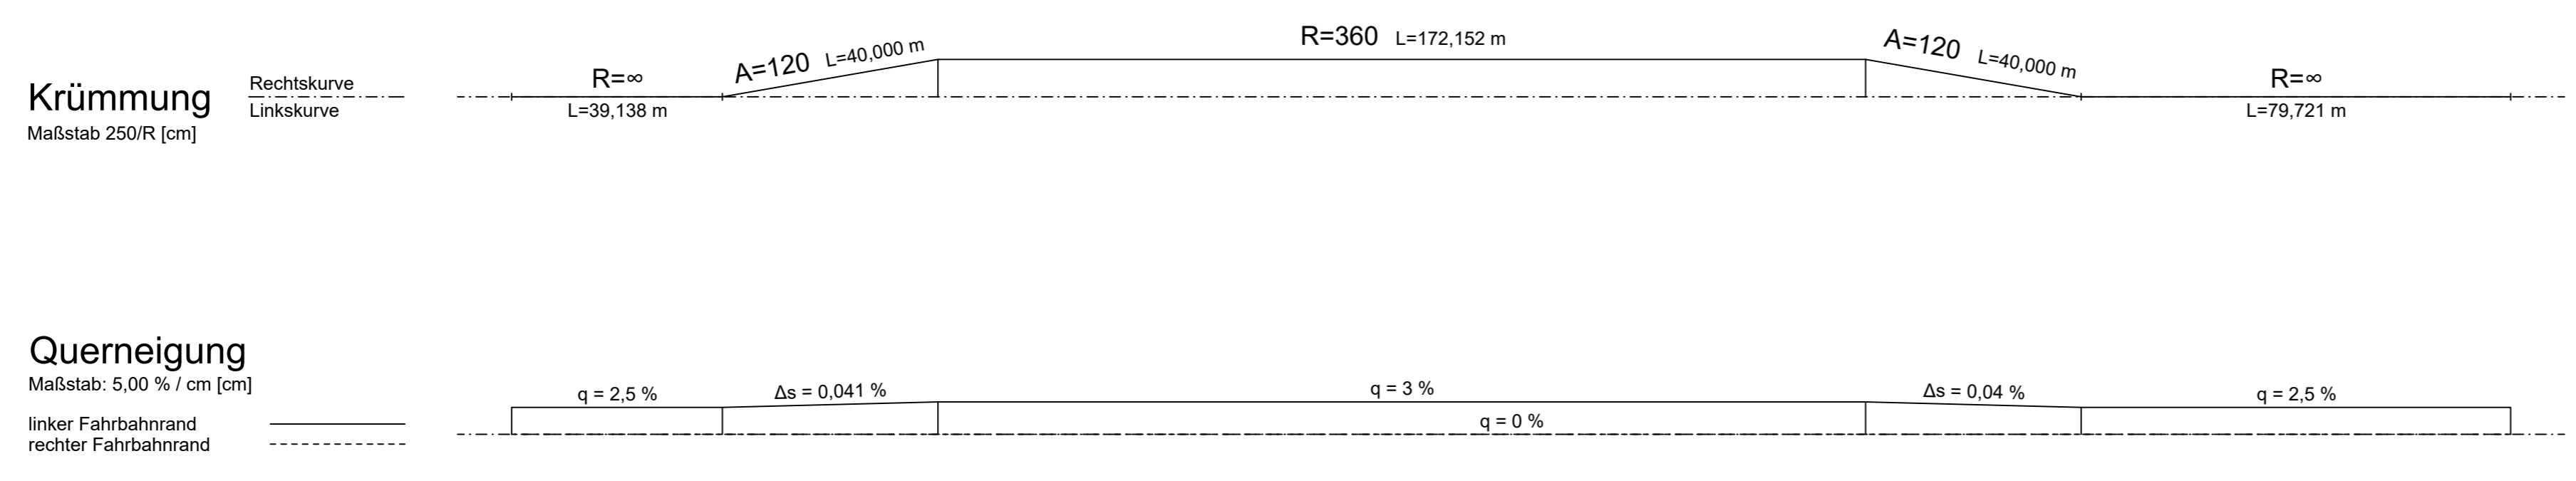 Krümmung
Maßstab 250/R [cm]
Rechtskurve
Linkskurve
R=∞
L=39,138 m
A=120 L=40,000 m
R=360 L=172,152 m
A=120 L=40,000 m
R=∞
L=79,721 m
Querneigung
Maßstab: 5,00 % / cm [cm]
linker Fahrbahnrand
rechter Fahrbahnrand
q = 2,5 %
Δs = 0,041 %
q = 3 %
q = 0 %
Δs = 0,04 %
q = 2,5 %